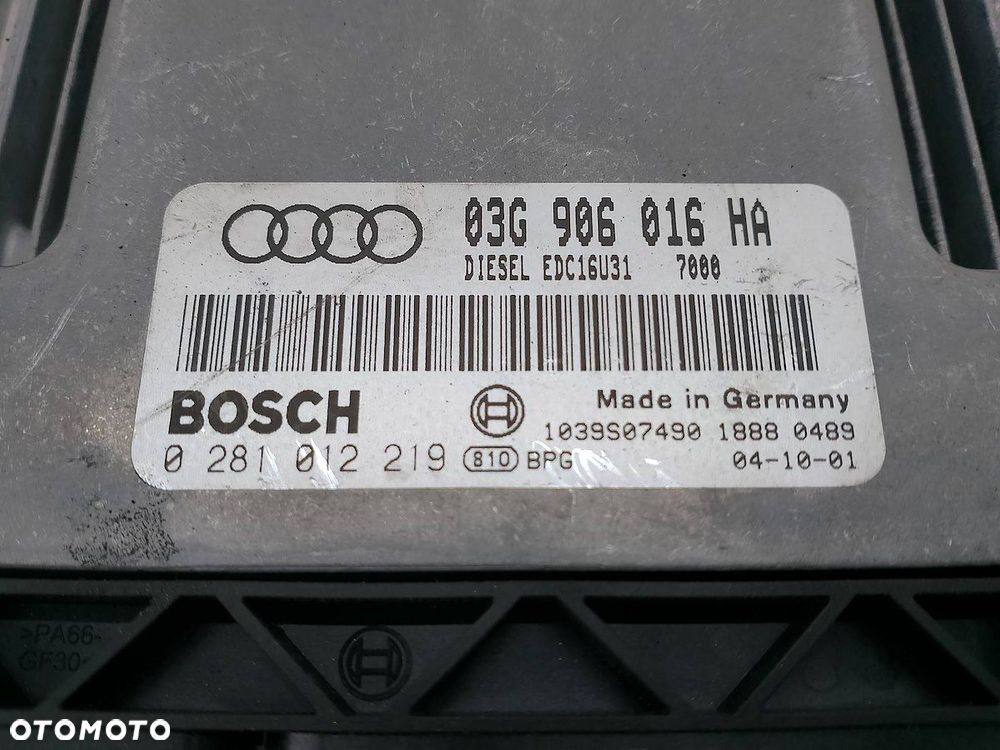 03G 906 016 HA
DIESEL EDC16U31 7000
BOSCH
Made in Germany
1039S07490 1888 0489
0 281 012 219 810 BPG 04-10-01
>PA66-
GF30<
OTOMOTO